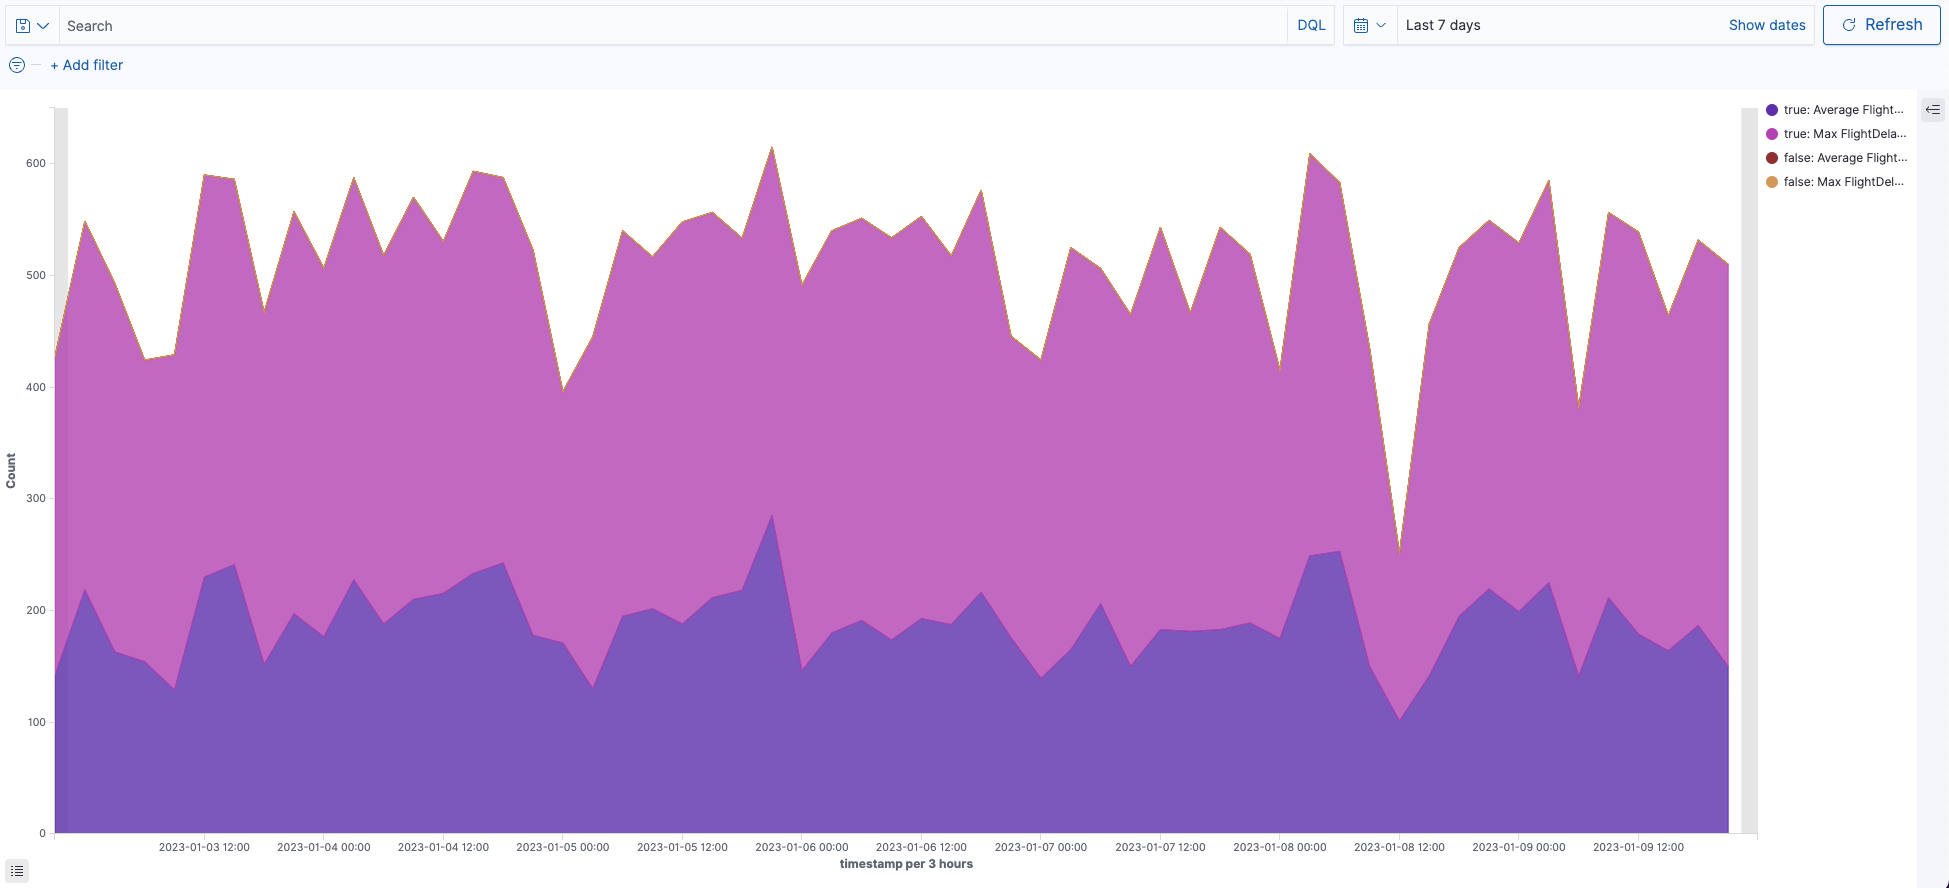 Search
DQL
Last 7 days
Show dates
Refresh
+ Add filter
true: Average Flight...
true: Max FlightDela...
false: Average Flight...
false: Max FlightDel...
Count
600
500
400
300
200
100
0
2023-01-03 12:00
2023-01-04 00:00
2023-01-04 12:00
2023-01-05 00:00
2023-01-05 12:00
2023-01-06 00:00
2023-01-06 12:00
2023-01-07 00:00
2023-01-07 12:00
2023-01-08 00:00
2023-01-08 12:00
2023-01-09 00:00
2023-01-09 12:00
timestamp per 3 hours